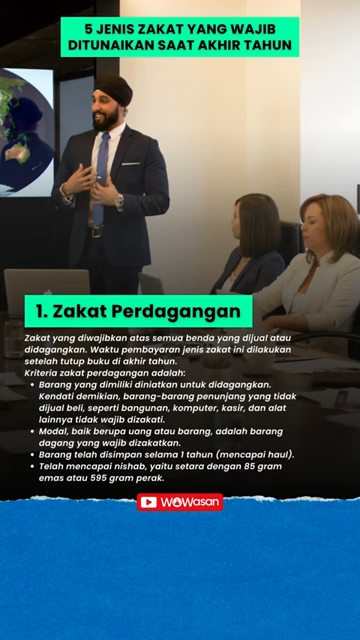 5 JENIS ZAKAT YANG WAJIB
DITUNAIKAN SAAT AKHIR TAHUN
1. Zakat Perdagangan
Zakat yang diwajibkan atas semua benda yang dijual atau
didagangkan. Waktu pembayaran jenis zakat ini dilakukan
setelah tutup buku di akhir tahun.
Kriteria zakat perdagangan adalah:
• Barang yang dimiliki diniatkan untuk didagangkan.
Kendati demikian, barang-barang penunjang yang tidak
dijual beli, seperti bangunan, komputer, kasir, dan alat
lainnya tidak wajib dizakati.
• Modal, baik berupa uang atau barang, adalah barang
dagang yang wajib dizakatkan.
• Barang telah disimpan selama 1 tahun (mencapai haul).
• Telah mencapai nishab, yaitu setara dengan 85 gram
emas atau 595 gram perak.
WOWasan